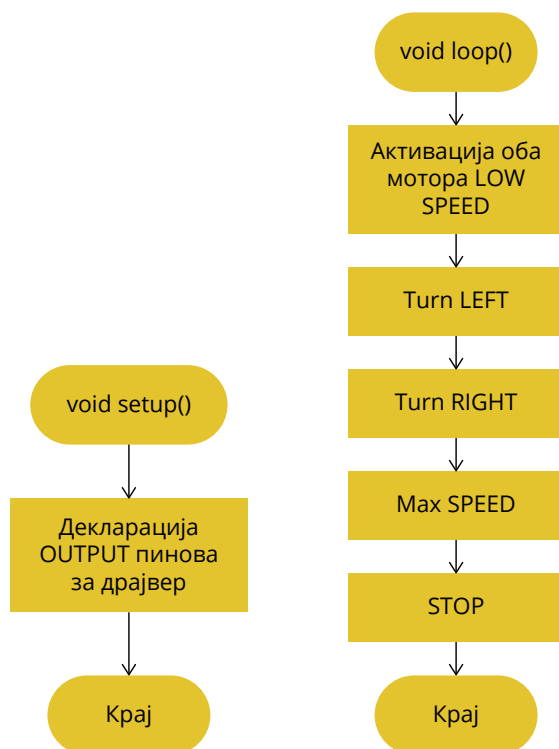 void setup()
Декларација
OUTPUT пинова
за драјвер
Крај
void loop()
Активација оба
мотора LOW
SPEED
Turn LEFT
Turn RIGHT
Max SPEED
STOP
Крај